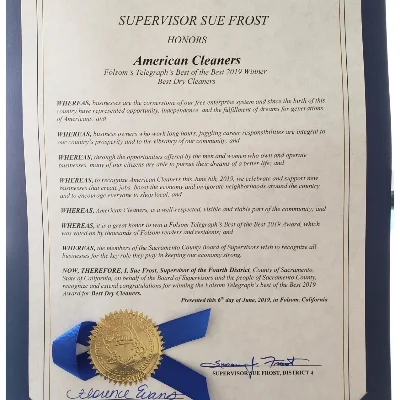 SUPERVISOR SUE FROST
HONORS
American Cleaners
Folsom's Telegraph's Best of the Best 2019 Winner
Best Dry Cleaners
WHEREAS, businesses are the cornerstone of our free enterprise system and since the birth of this
country have represented opportunity, independence, and the fulfillment of dreams for generations
of Americans; and
WHEREAS, business owners who work long hours, juggling career responsibilities are integral to
our country's prosperity and to the vibrancy of our community; and
WHEREAS, through the opportunities offered by the men and women who own and operate
businesses, many of our citizens are able to pursue their dreams of a better life; and
WHEREAS, to recognize American Cleaners this June 6th, 2019, we celebrate and support new
businesses that create jobs, boost the economy and invigorate neighborhoods around the country
and to encourage everyone to shop local; and
WHEREAS, American Cleaners, is a well-respected, visible and viable part of the community; and
WHEREAS, it is a great honor to win a Folsom Telegraph's Best of the Best 2019 Award, which
was voted on by thousands of Folsom readers and residents; and
WHEREAS, the members of the Sacramento County Board of Supervisors wish to recognize all
businesses for the key role they play in keeping our economy strong.
NOW, THEREFORE, I, Sue Frost, Supervisor of the Fourth District, County of Sacramento,
State of California, on behalf of the Board of Supervisors and the people of Sacramento County,
recognize and extend congratulations for winning the Folsom Telegraph's best of the Best 2019
Award for Best Dry Cleaners.
Presented this 6th day of June, 2019, in Folsom, California
SUPERVISOR SUE FROST, DISTRICT 4
Florence Evans